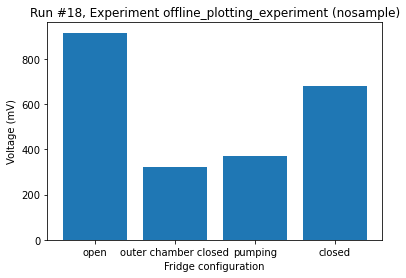 Run #18, Experiment offline_plotting_experiment (nosample)
800
600
400
200
0
Voltage (mV)
open outer chamber closed pumping closed
Fridge configuration